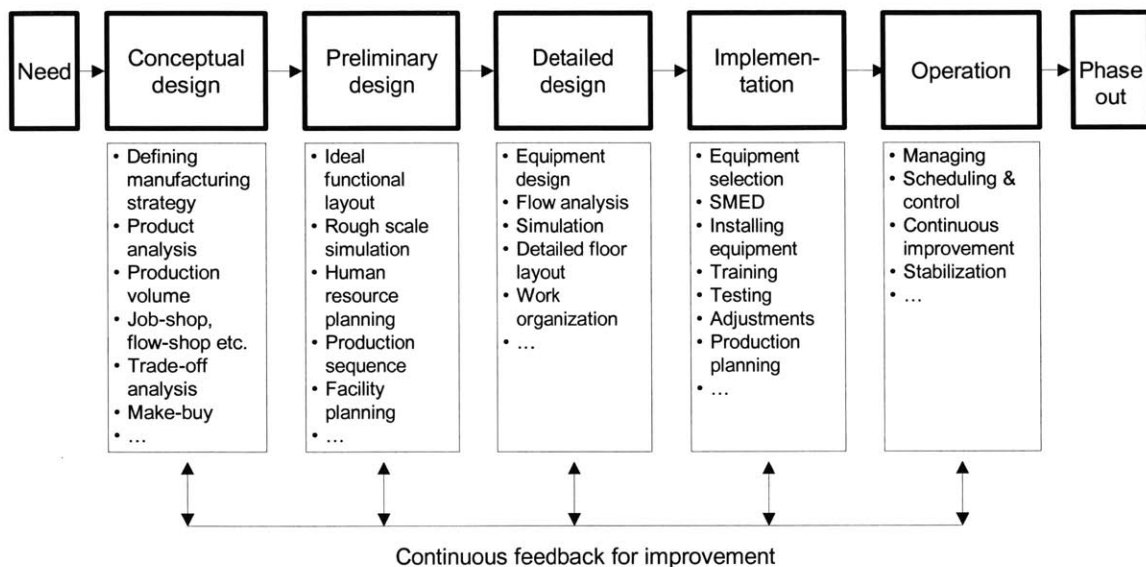 Need
Conceptual
design
Preliminary
design
Detailed
design
Implemen-
tation
Operation
Phase
out
• Defining
manufacturing
strategy
• Product
analysis
• Production
volume
• Job-shop,
flow-shop etc.
• Trade-off
analysis
• Make-buy
• ...
• Ideal
functional
layout
• Rough scale
simulation
• Human
resource
planning
• Production
sequence
• Facility
planning
• ...
• Equipment
design
• Flow analysis
• Simulation
• Detailed floor
layout
• Work
organization
• ...
• Equipment
selection
• SMED
• Installing
equipment
• Training
• Testing
• Adjustments
• Production
planning
• ...
• Managing
• Scheduling &
control
• Continuous
improvement
• Stabilization
• ...
Continuous feedback for improvement